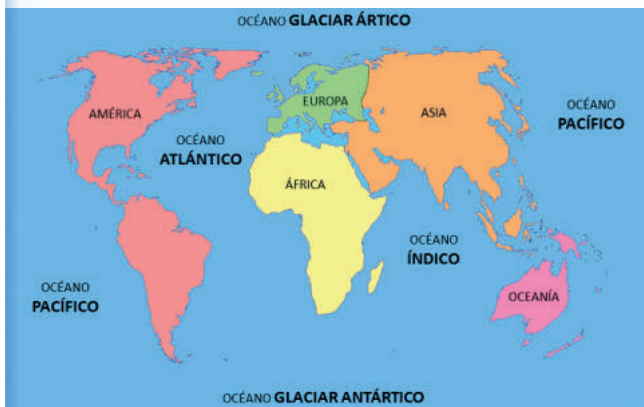 OCÉANO GLACIAR ÁRTICO
AMÉRICA
EUROPA
ASIA
OCÉANO
PACÍFICO
OCÉANO
ATLÁNTICO
ÁFRICA
OCÉANO
ÍNDICO
OCÉANO
PACÍFICO
OCEANÍA
OCÉANO GLACIAR ANTÁRTICO